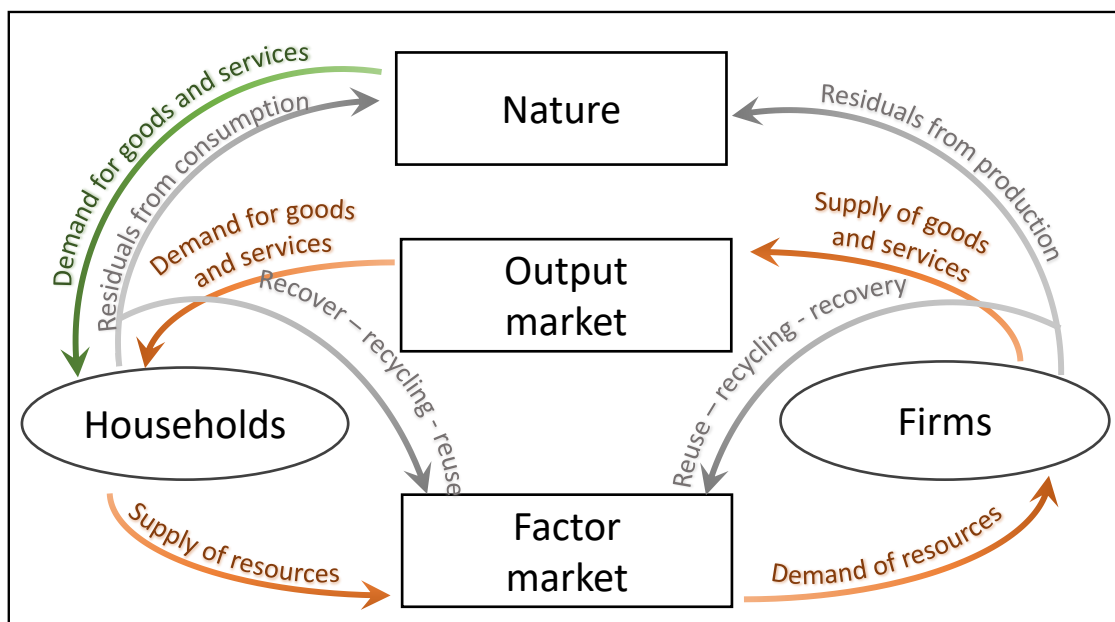 Demand for goods and services
Residuals from consumption
Nature
Residuals from production
Demand for goods
and services
Output
market
Supply of goods
and services
Recover – recycling - reuse
Reuse – recycling - recovery
Households
Firms
Supply of resources
Factor
market
Demand of resources